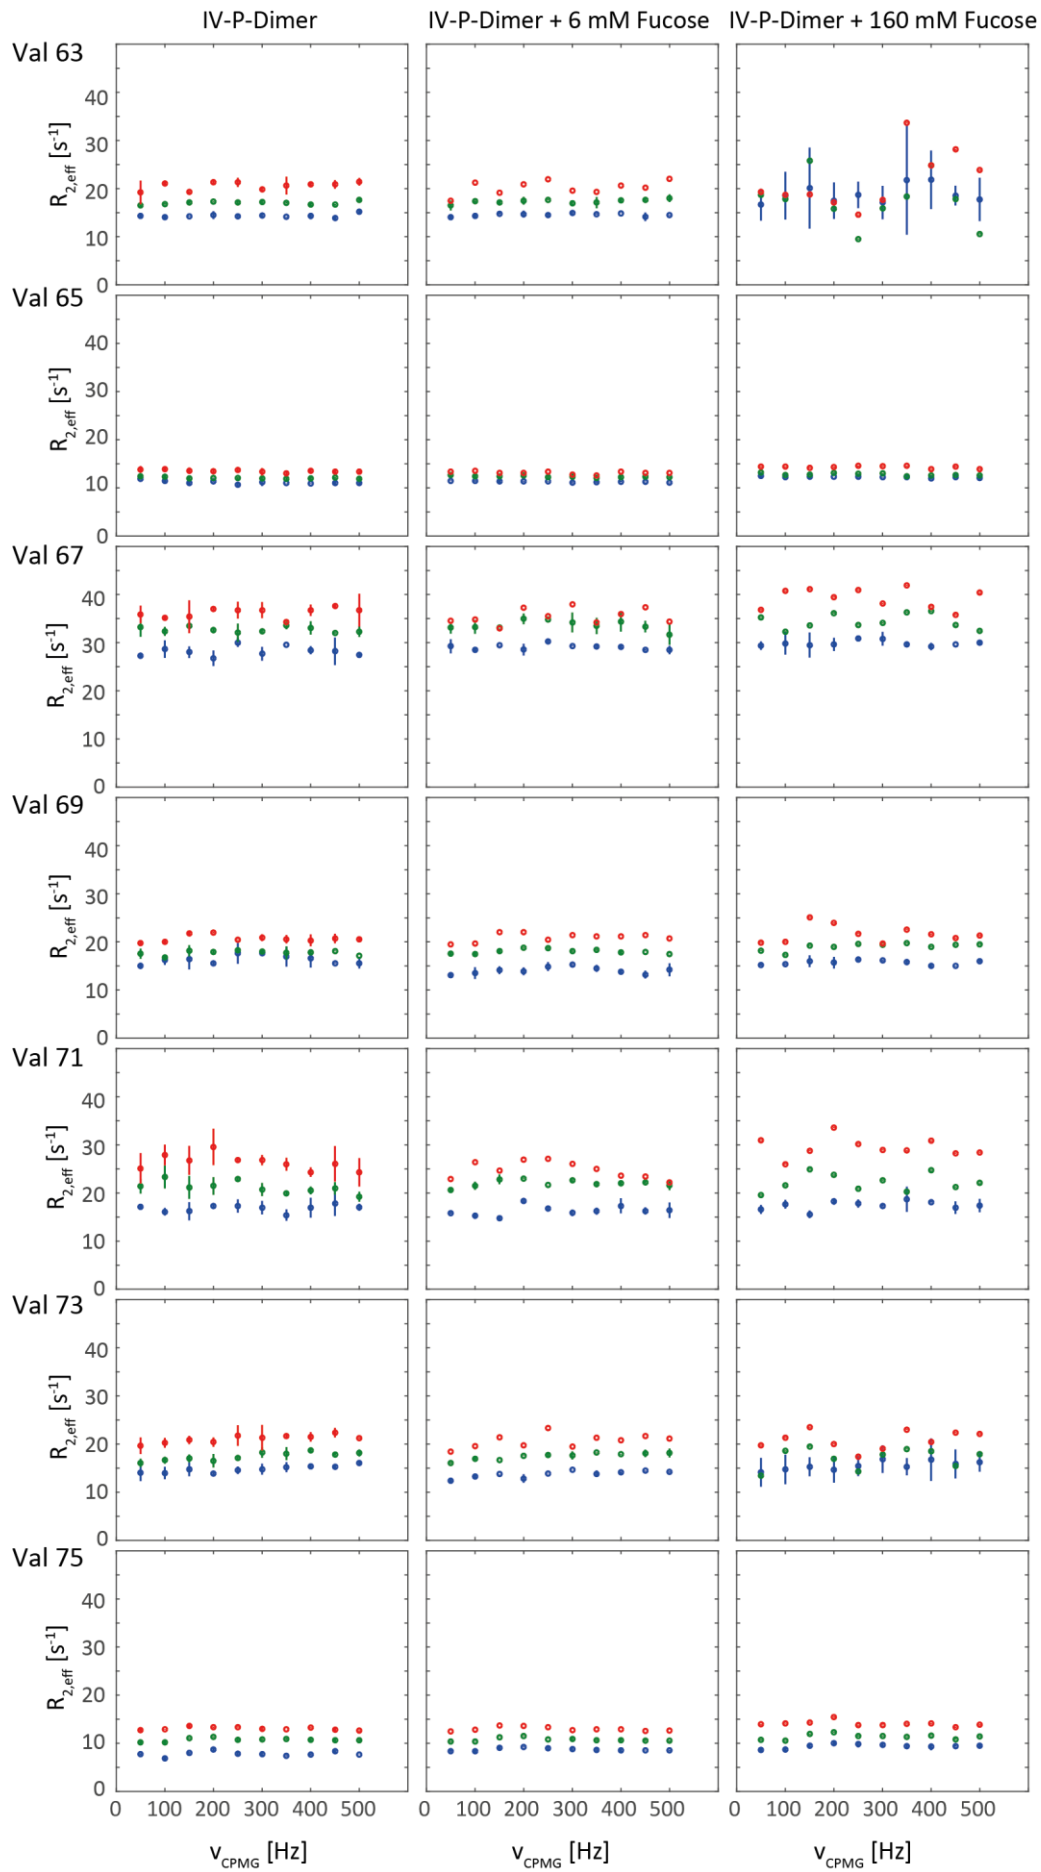 IV-P-Dimer IV-P-Dimer + 6 mM Fucose IV-P-Dimer + 160 mM Fucose
Val 63
40
30
20
10
0
R2,eff [s-1]
Val 65
40
30
20
10
0
R2,eff [s-1]
Val 67
40
30
20
10
0
R2,eff [s-1]
Val 69
40
30
20
10
0
R2,eff [s-1]
Val 71
40
30
20
10
0
R2,eff [s-1]
Val 73
40
30
20
10
0
R2,eff [s-1]
Val 75
40
30
20
10
0
R2,eff [s-1]
0 100 200 300 400 500 0 100 200 300 400 500 0 100 200 300 400 500
vCPMG [Hz] vCPMG [Hz] vCPMG [Hz]